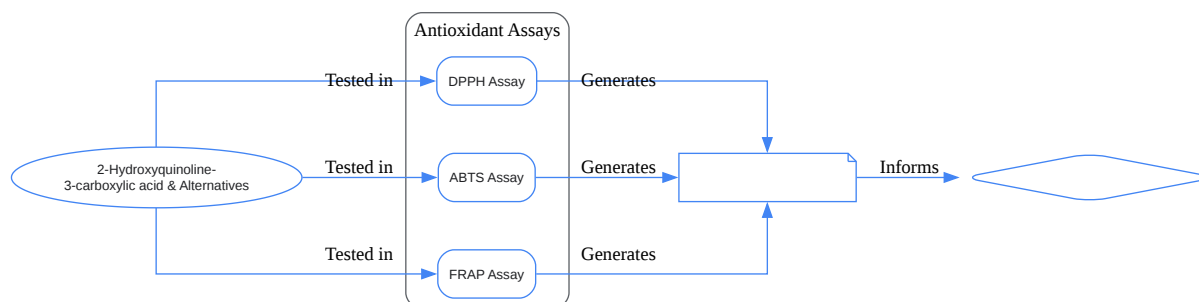 Antioxidant Assays
Tested in
DPPH Assay
Generates
2-Hydroxyquinoline-
3-carboxylic acid & Alternatives
Tested in
ABTS Assay
Generates
Informs
Tested in
FRAP Assay
Generates